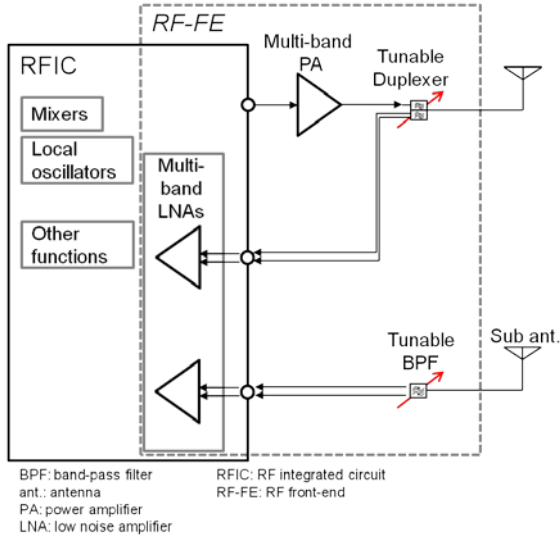 RF-FE
RFIC
Multi-band
PA
Tunable
Duplexer
Mixers
Local
oscillators
Multi-
band
LNAs
Other
functions
Tunable
BPF
Sub ant.
BPF: band-pass filter
ant.: antenna
PA: power amplifier
LNA: low noise amplifier
RFIC: RF integrated circuit
RF-FE: RF front-end